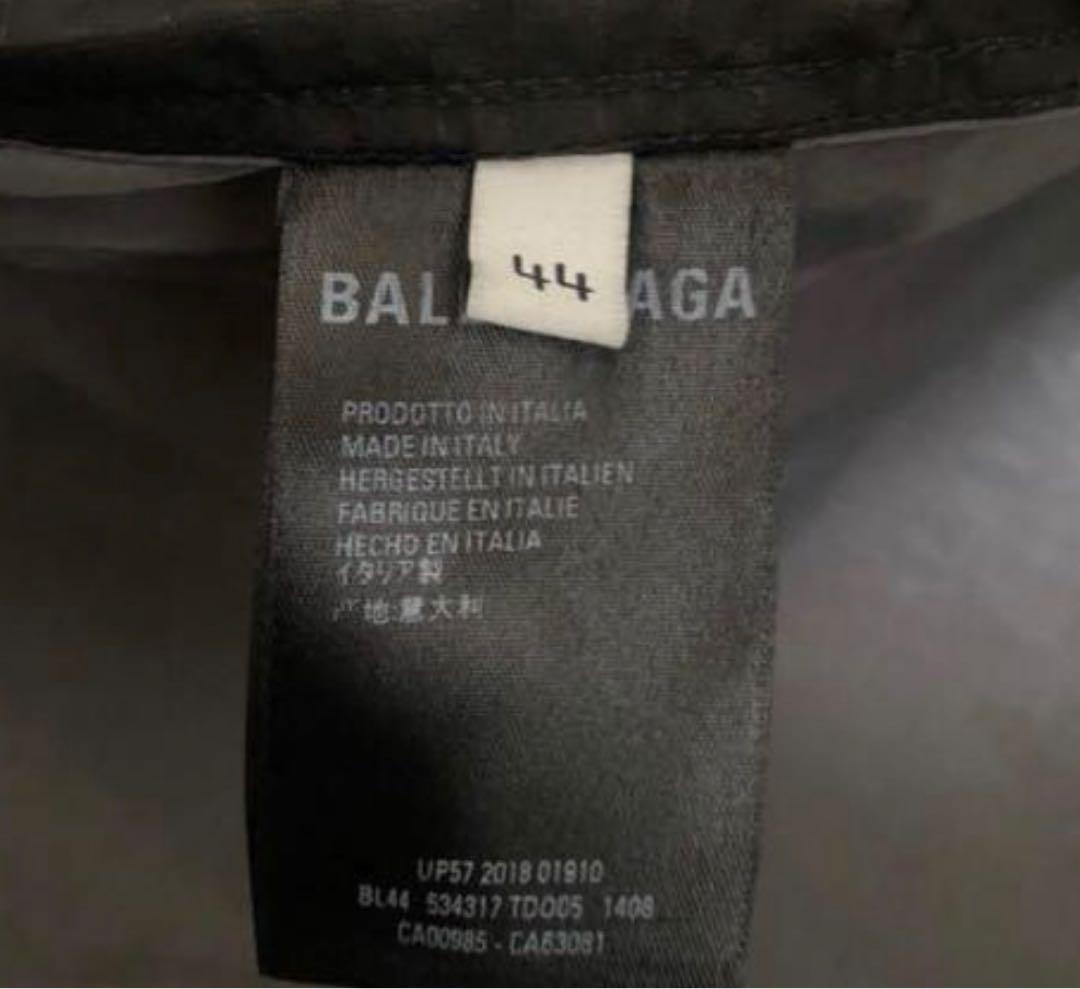 44
BAL AGA
PRODOTTO IN ITALIA
MADE IN ITALY
HERGESTELLT IN ITALIEN
FABRIQUE EN ITALIE
HECHO EN ITALIA
イタリア製
产地:意大利
UP57 2018 01910
BL44 534317 TDO05 1408
CA00985 - CA63081